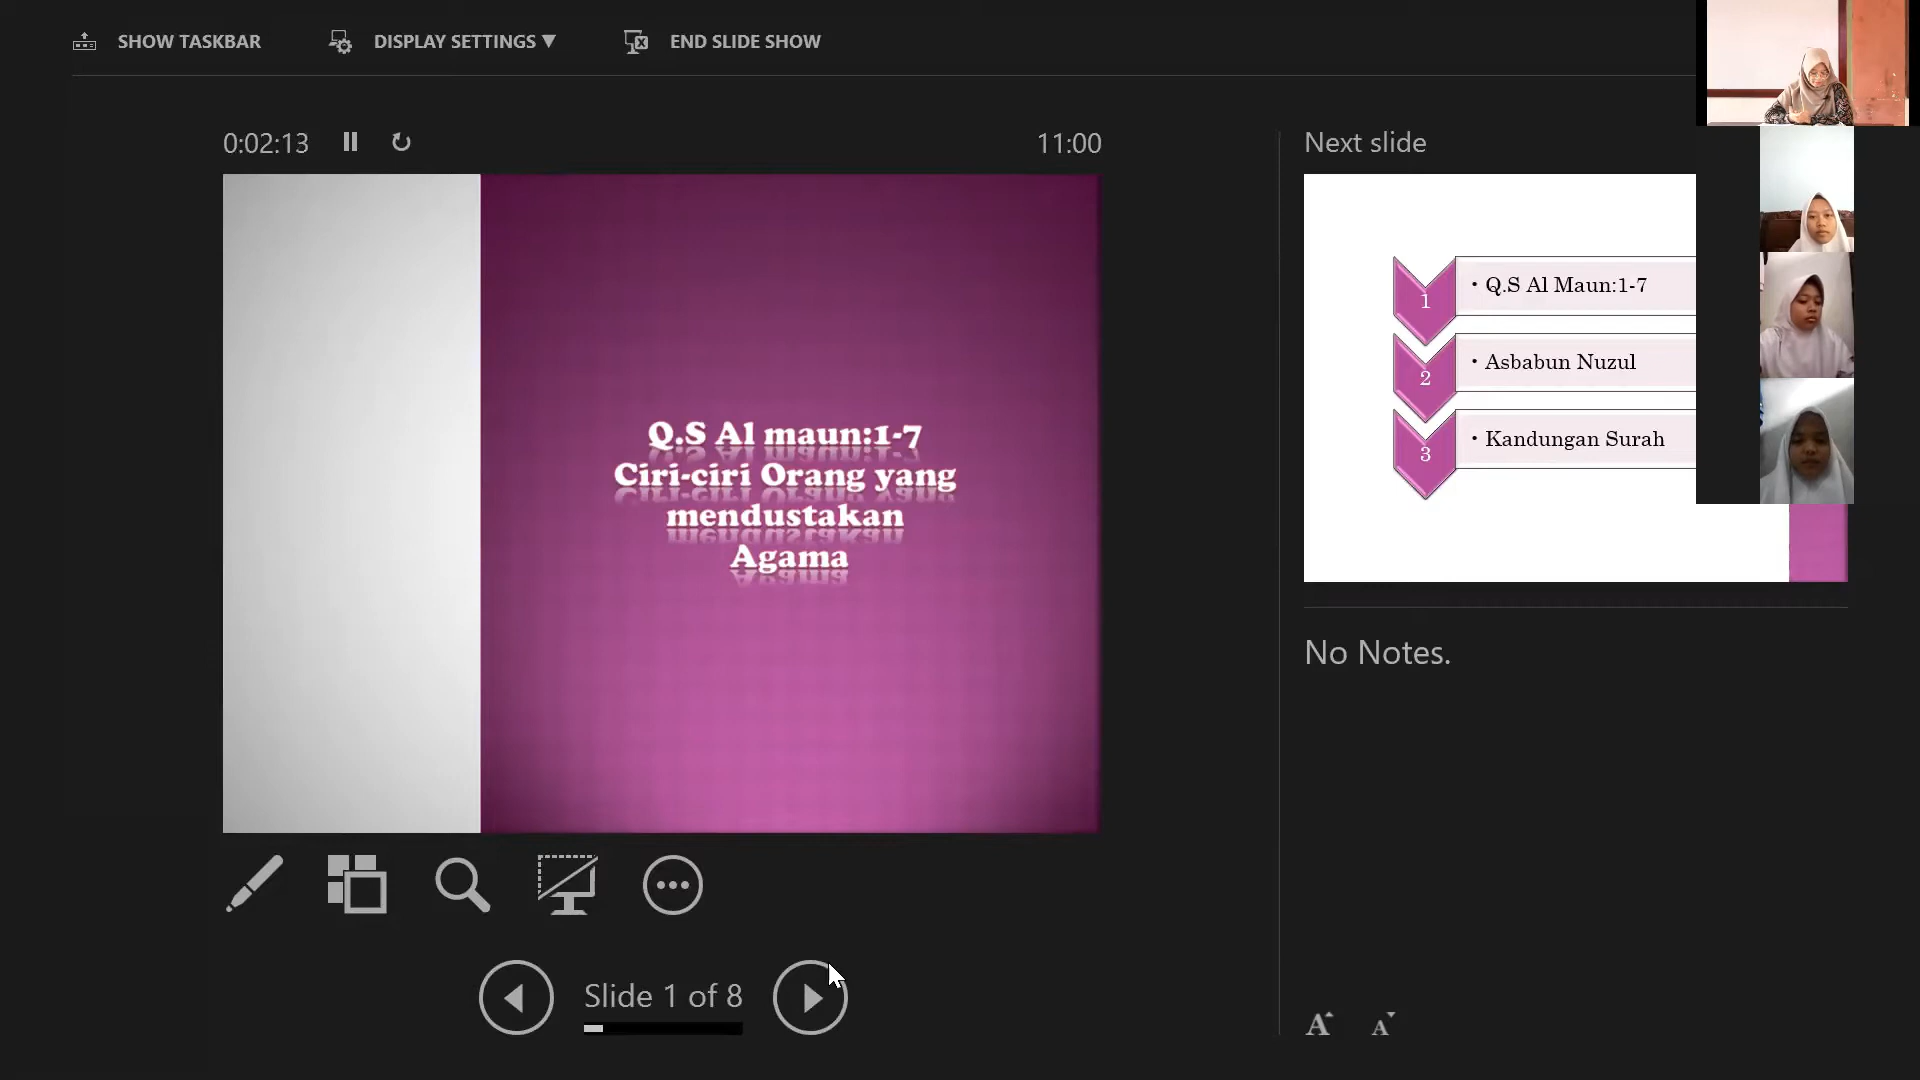 SHOW TASKBAR
DISPLAY SETTINGS ▼
END SLIDE SHOW
0:02:13
11:00
Q.S Al maun:1-7
Ciri-ciri Orang yang
mendustakan
Agama
Slide 1 of 8
Next slide
1
• Q.S Al Maun:1-7
2
• Asbabun Nuzul
3
• Kandungan Surah
No Notes.
A A